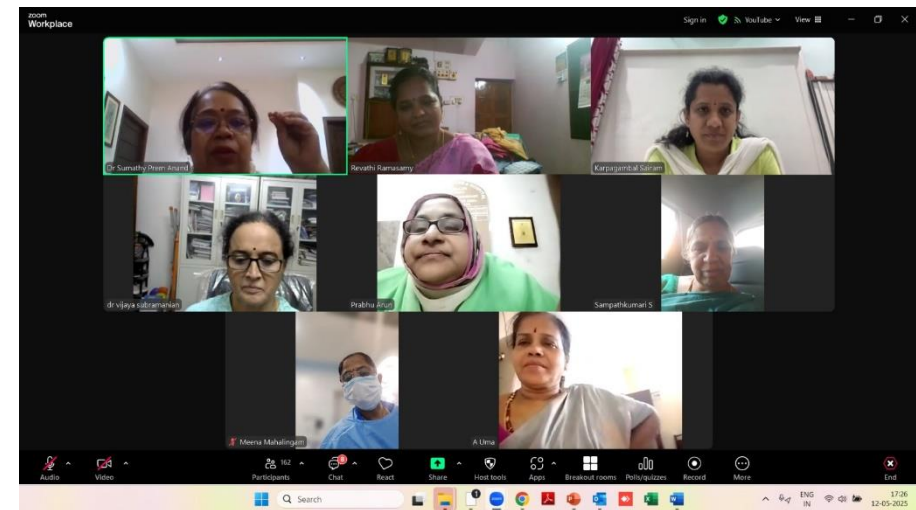 zoom
Workplace
Sign in
YouTube
View
Dr Sumathy Prem Anand
Revathi Ramasamy
Karpagambal Sairam
dr vijaya subramanian
Prabhu Arun
Sampathkumari S
Meena Mahalingam
A Uma
Audio
Video
162
Participants
8
Chat
React
Share
Host tools
Apps
Breakout rooms
Polls/quizzes
Record
More
End
Search
ENG
IN
17:26
12-05-2025